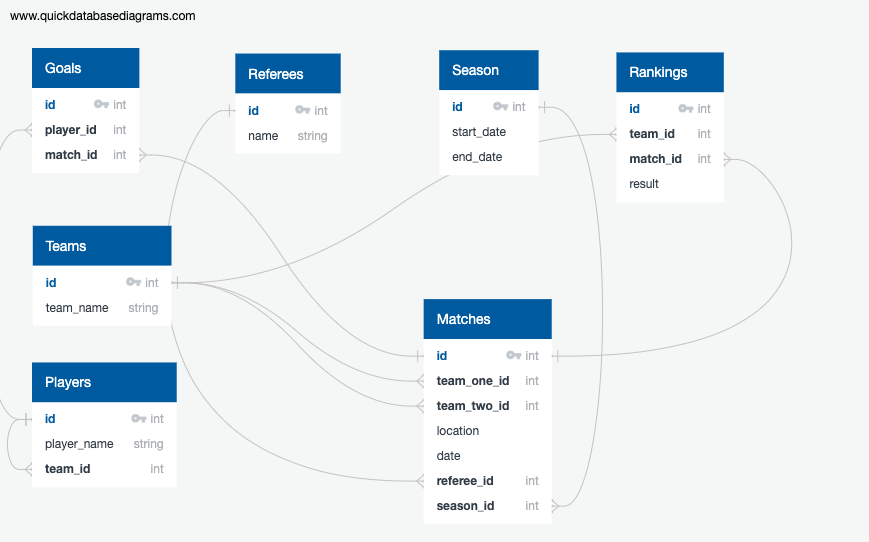 www.quickdatabasediagrams.com
Goals
id int
player_id int
match_id int
Referees
id int
name string
Season
id int
start_date
end_date
Rankings
id int
team_id int
match_id int
result
Teams
id int
team_name string
Matches
id int
team_one_id int
team_two_id int
location
date
referee_id int
season_id int
Players
id int
player_name string
team_id int